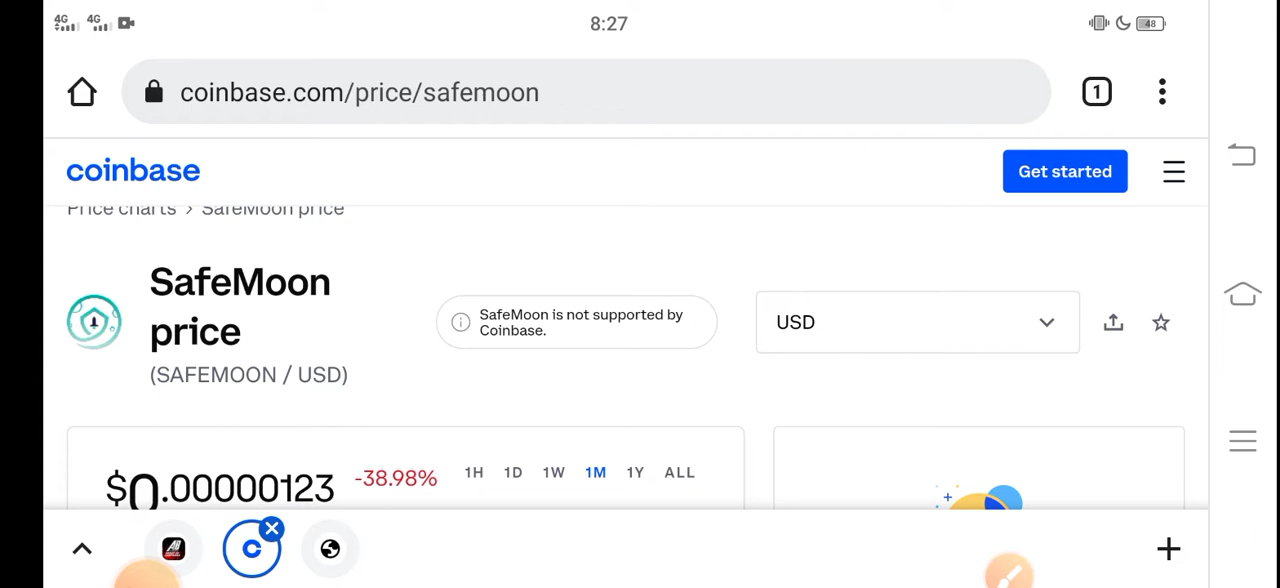 4G 4G 8:27 48
coinbase.com/price/safemoon 1
coinbase Get started
Price charts > SafeMoon price
SafeMoon
price
(SAFEMOON / USD)
SafeMoon is not supported by
Coinbase.
USD
$0.00000123 -38.98% 1H 1D 1W 1M 1Y ALL